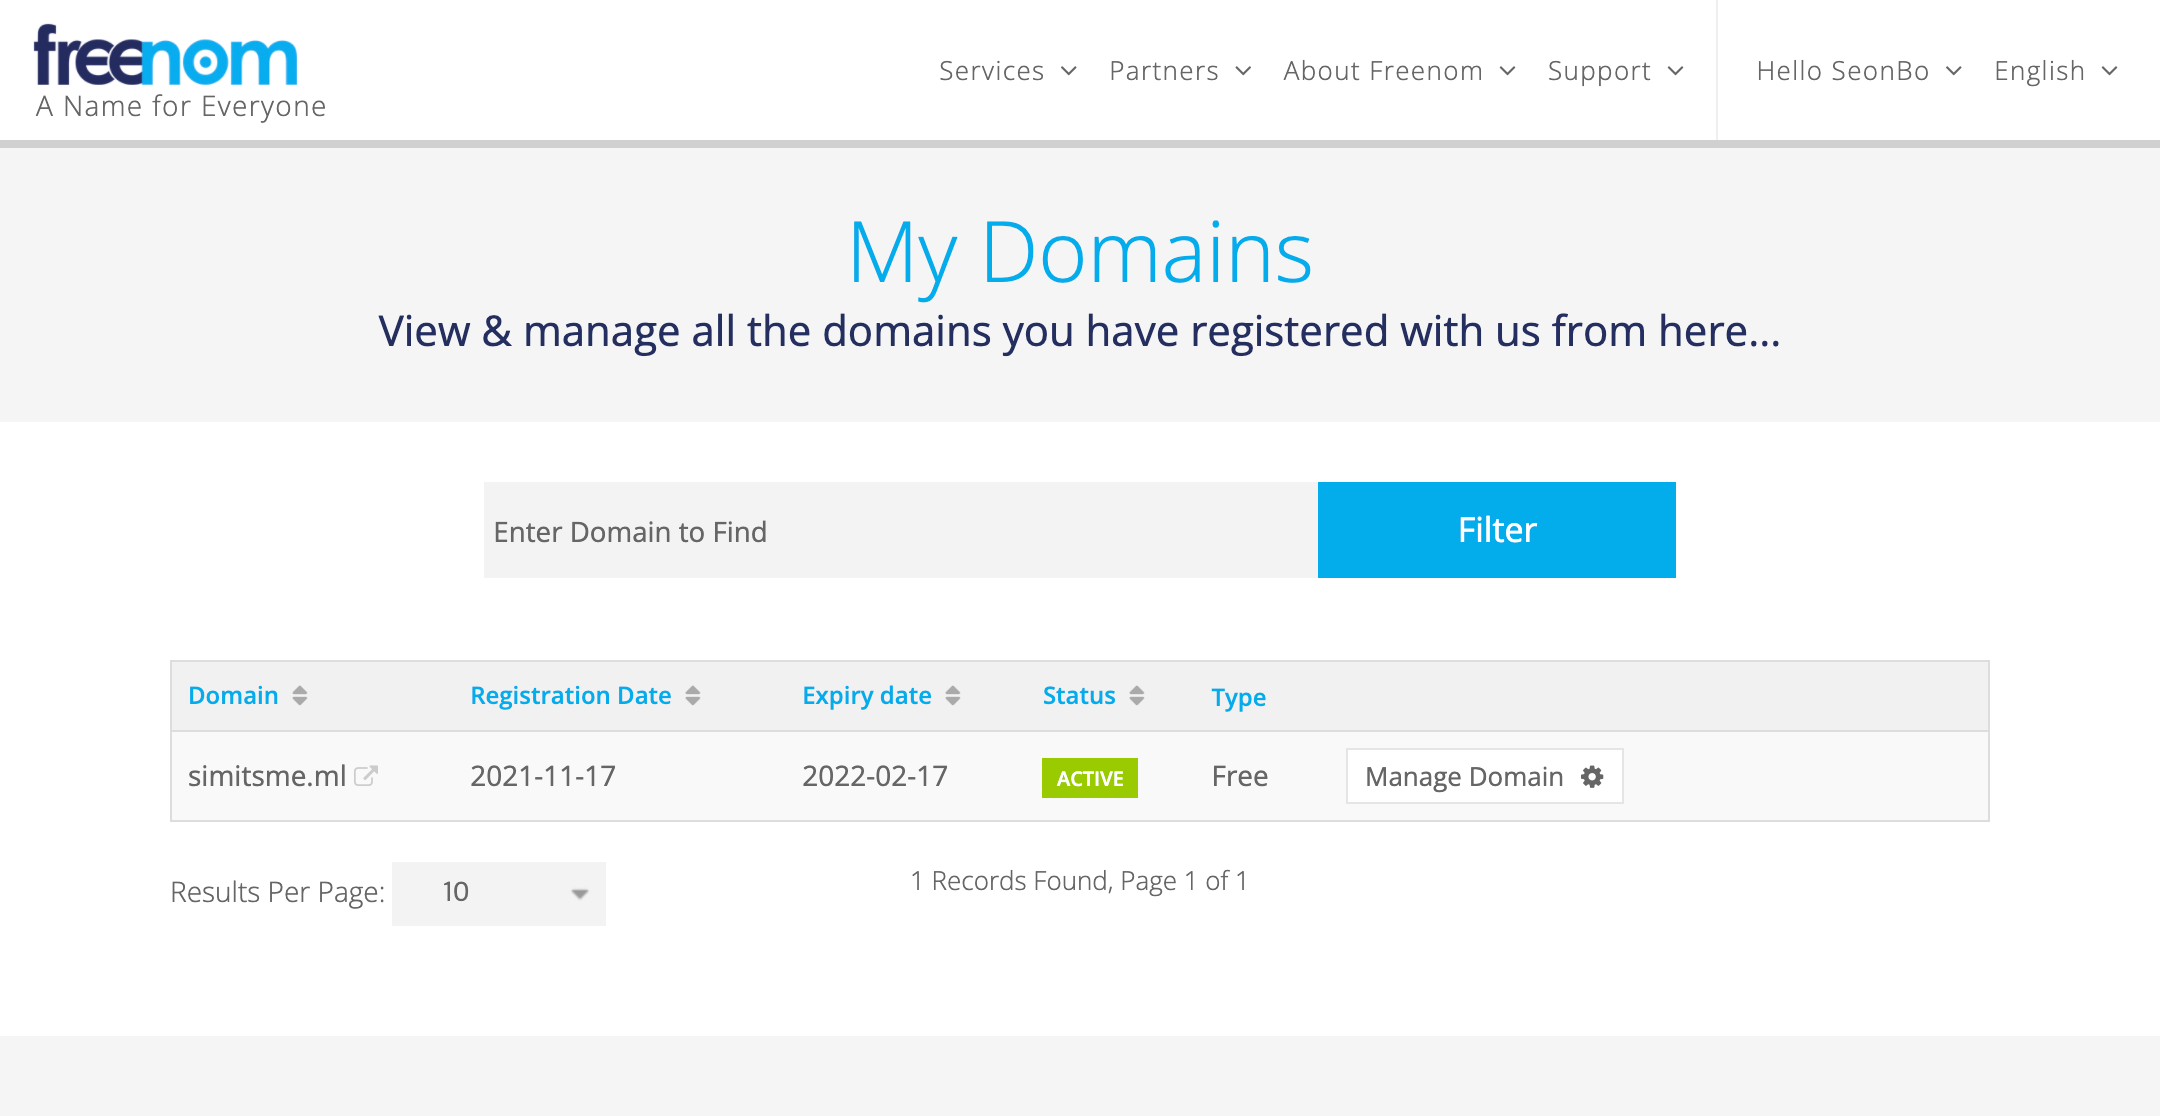 freenom
A Name for Everyone
Services Partners About Freenom Support Hello SeonBo English
My Domains
View & manage all the domains you have registered with us from here...
Enter Domain to Find Filter
Domain Registration Date Expiry date Status Type
simitsme.ml 2021-11-17 2022-02-17 ACTIVE Free Manage Domain
Results Per Page: 10 1 Records Found, Page 1 of 1